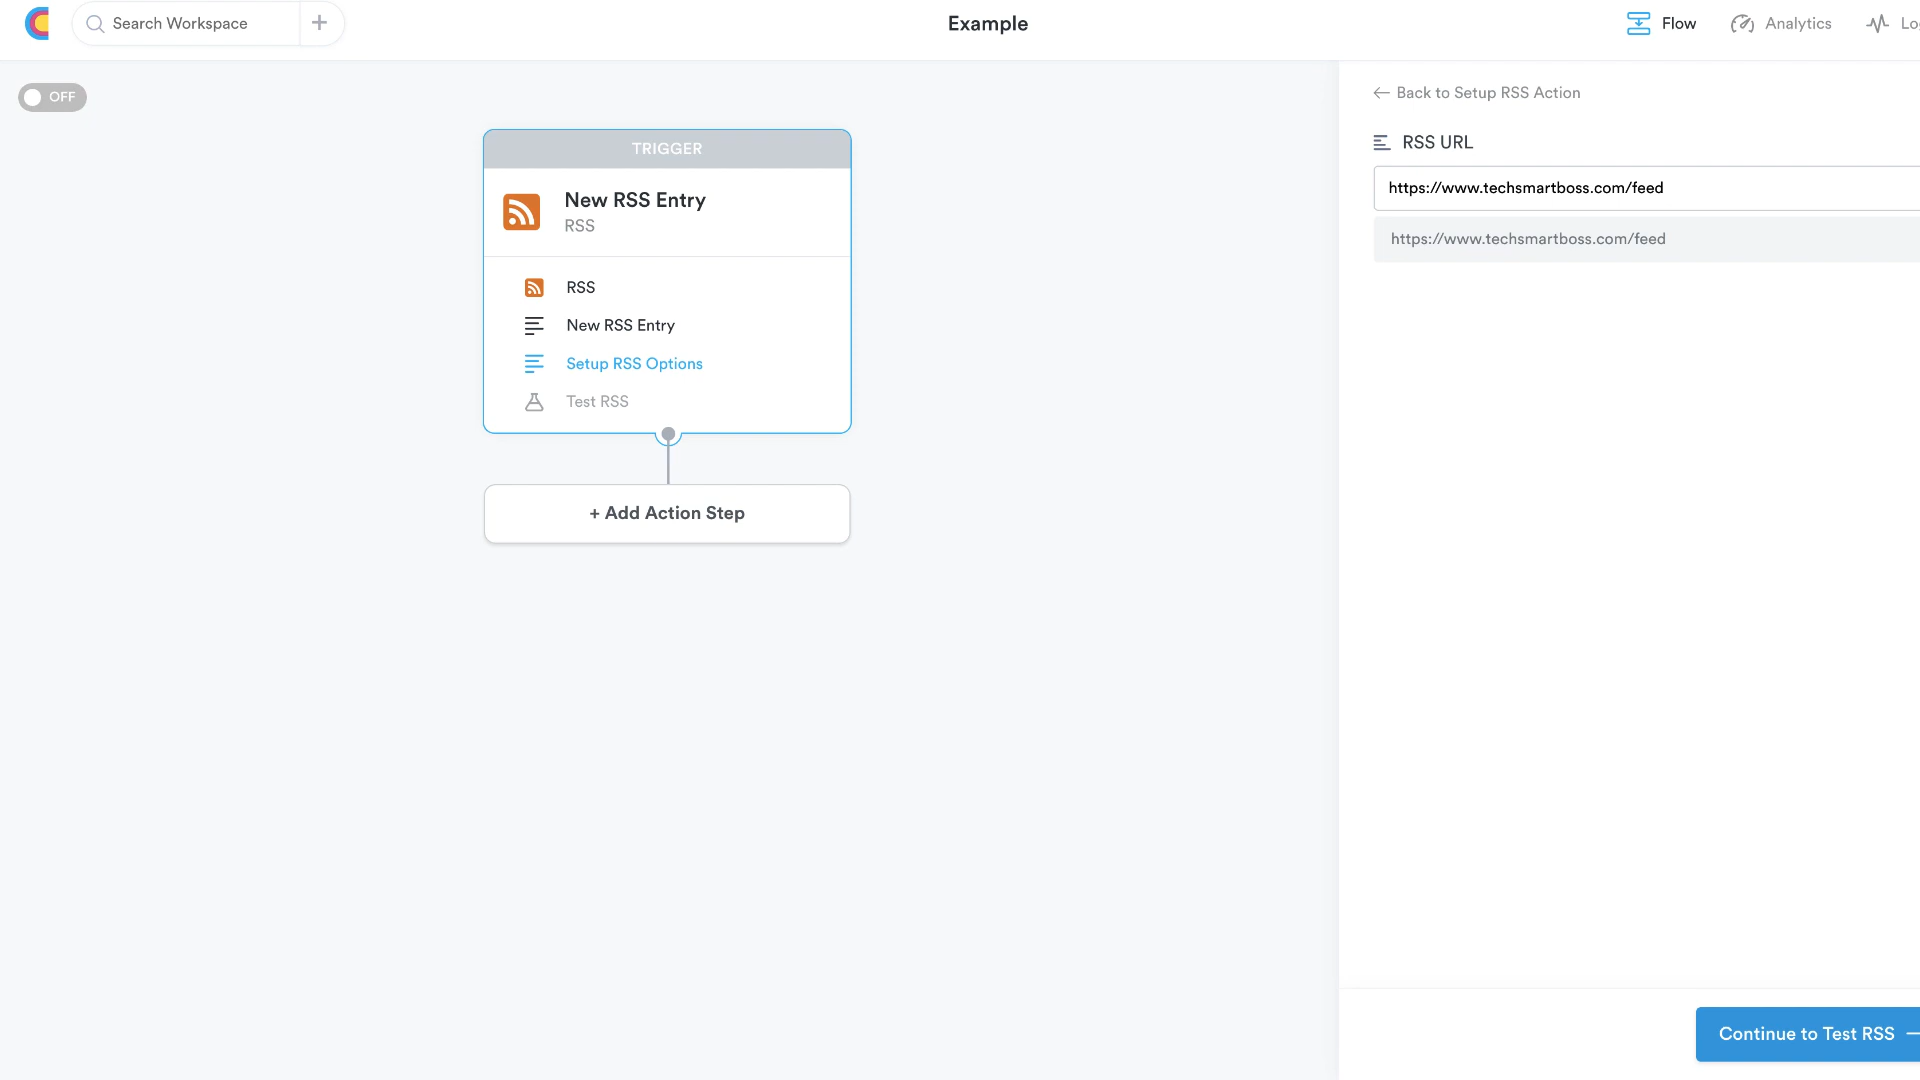 Search Workspace
Example
Flow
Analytics
OFF
Back to Setup RSS Action
TRIGGER
RSS URL
https://www.techsmartboss.com/feed
New RSS Entry
RSS
https://www.techsmartboss.com/feed
RSS
New RSS Entry
Setup RSS Options
Test RSS
+ Add Action Step
Continue to Test RSS